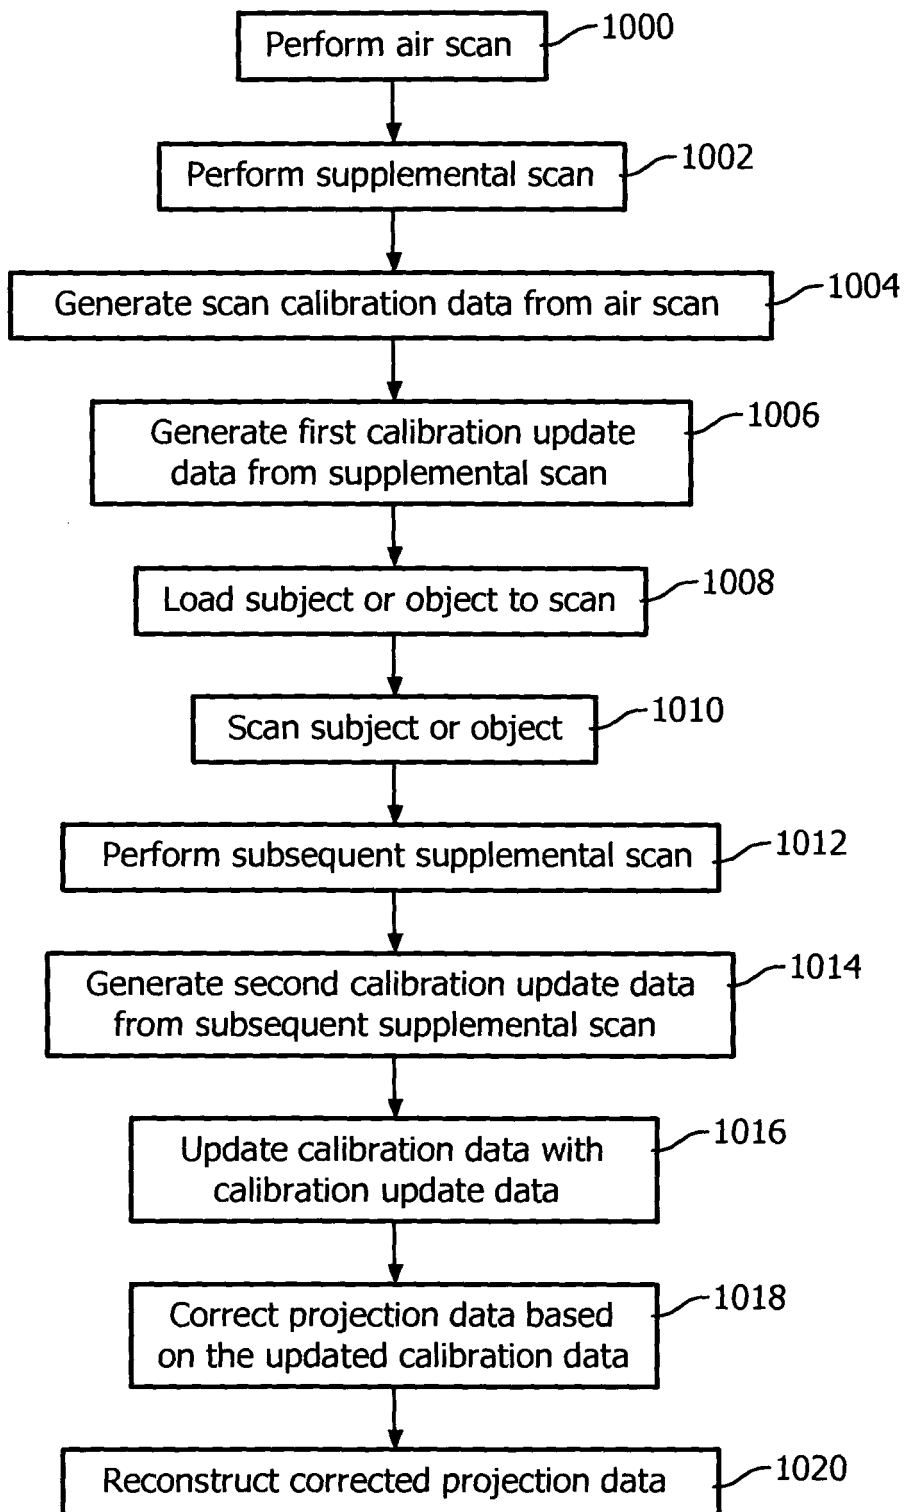 Perform air scan
1000
Perform supplemental scan
1002
Generate scan calibration data from air scan
1004
Generate first calibration update
data from supplemental scan
1006
Load subject or object to scan
1008
Scan subject or object
1010
Perform subsequent supplemental scan
1012
Generate second calibration update data
from subsequent supplemental scan
1014
Update calibration data with
calibration update data
1016
Correct projection data based
on the updated calibration data
1018
Reconstruct corrected projection data
1020